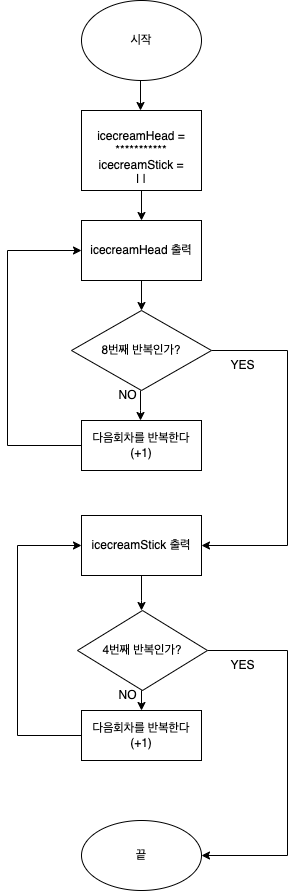 시작
icecreamHead =
***********
icecreamStick =
| |
icecreamHead 출력
8번째 반복인가?
YES
NO
다음회차를 반복한다
(+1)
icecreamStick 출력
4번째 반복인가?
YES
NO
다음회차를 반복한다
(+1)
끝